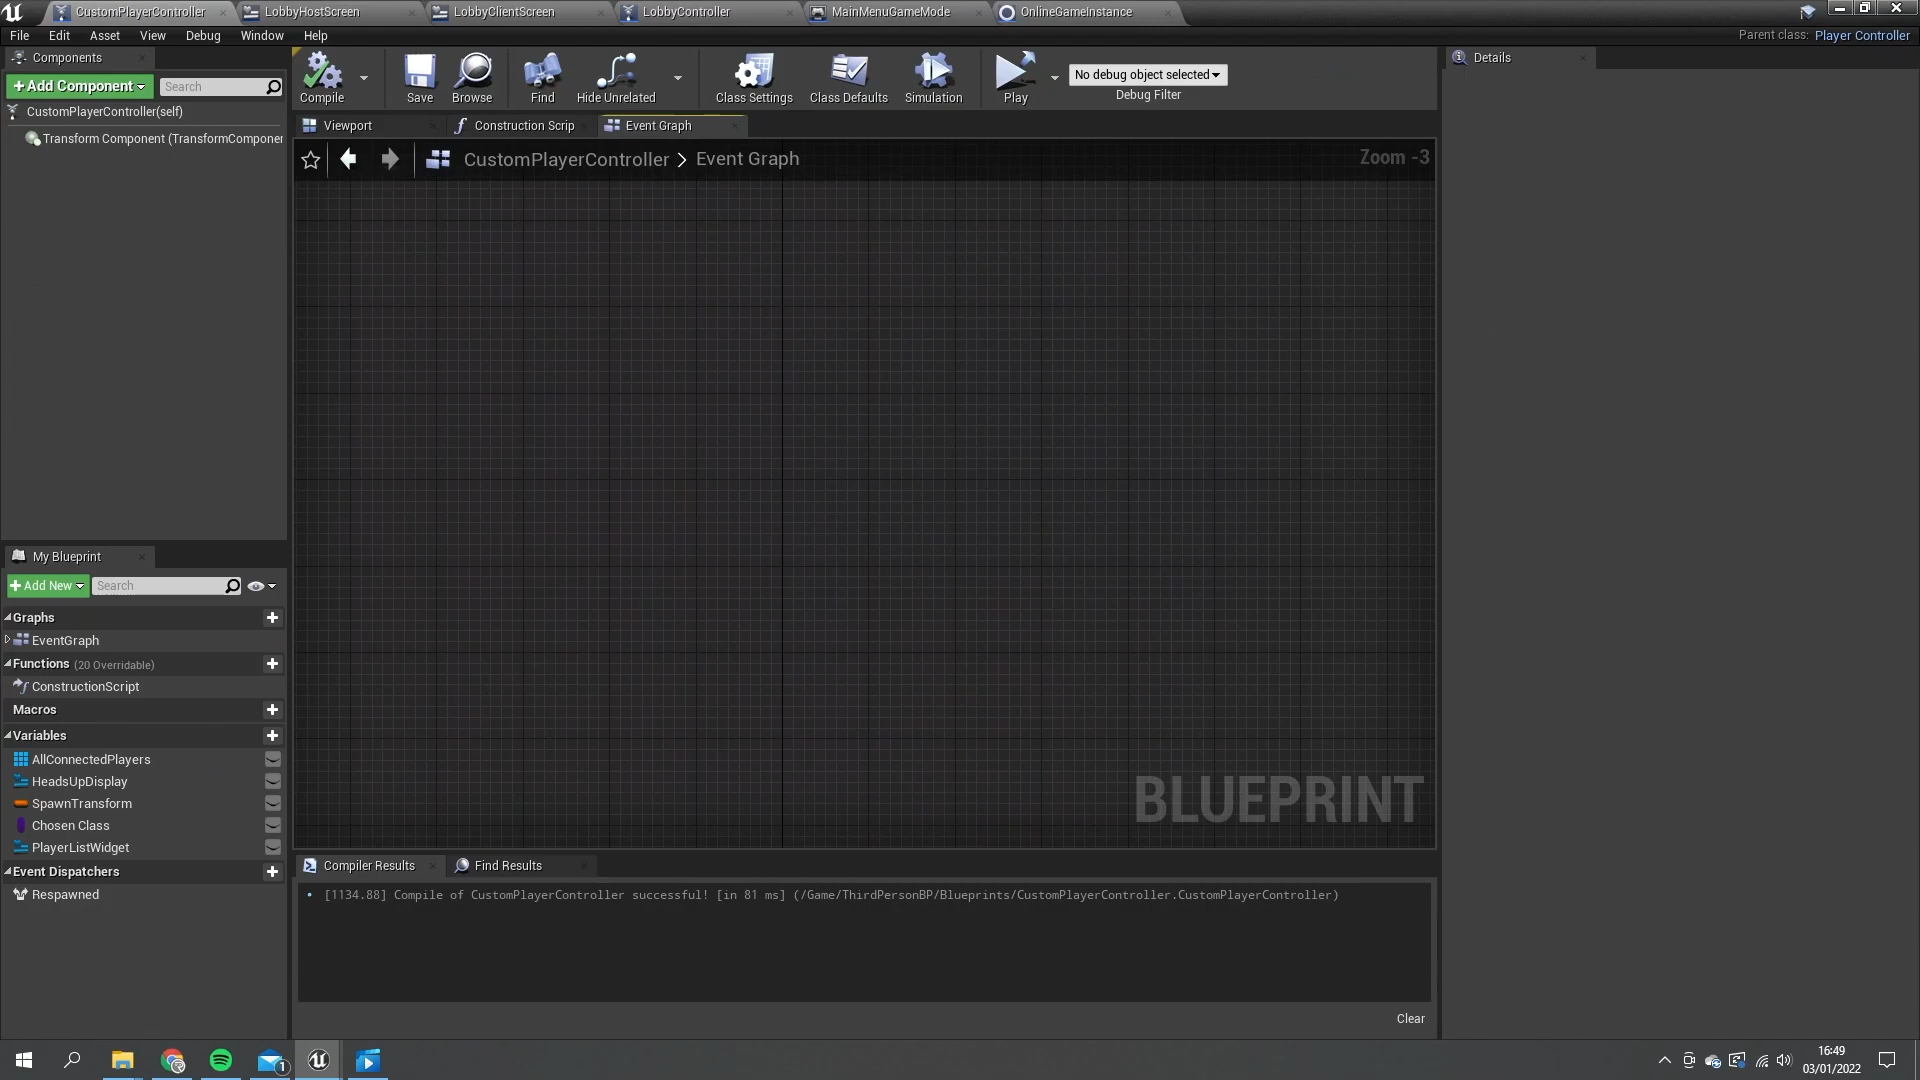 CustomPlayerController
LobbyHostScreen
LobbyClientScreen
LobbyController
MainMenuGameMode
OnlineGameInstance
File Edit Asset View Debug Window Help
Parent class: Player Controller
Components
+Add Component
Search
CustomPlayerController(self)
Transform Component (TransformComponer
Compile
Save
Browse
Find
Hide Unrelated
Class Settings
Class Defaults
Simulation
Play
No debug object selected
Debug Filter
Details
Viewport
Construction Scrip
Event Graph
CustomPlayerController > Event Graph
Zoom -3
BLUEPRINT
My Blueprint
+Add New
Search
Graphs
EventGraph
Functions (20 Overridable)
ConstructionScript
Macros
Variables
AllConnectedPlayers
HeadsUpDisplay
SpawnTransform
Chosen Class
PlayerListWidget
Event Dispatchers
Respawned
Compiler Results
Find Results
• [1134.88] Compile of CustomPlayerController successful! [in 81 ms] (/Game/ThirdPersonBP/Blueprints/CustomPlayerController.CustomPlayerController)
Clear
1
16:49
03/01/2022